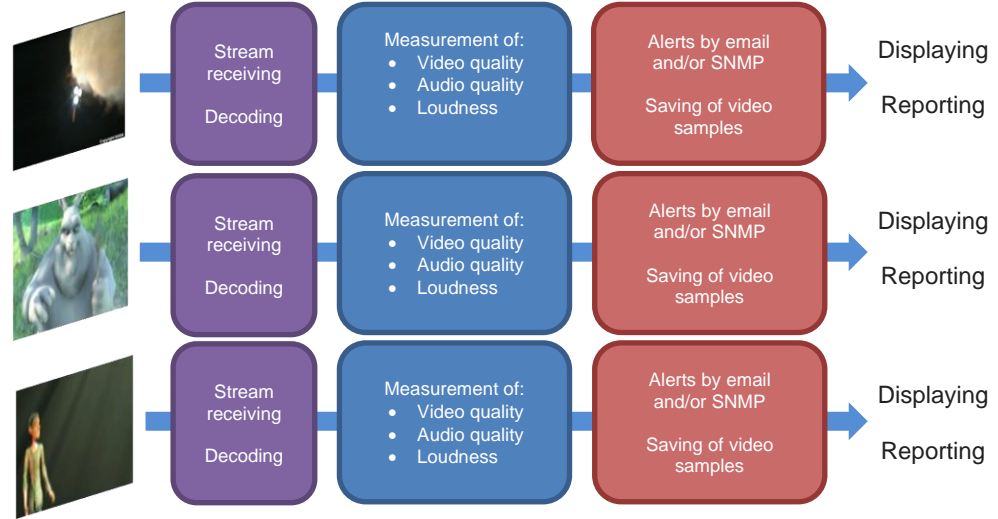 Stream
receiving
Decoding
Measurement of:
• Video quality
• Audio quality
• Loudness
Alerts by email
and/or SNMP
Saving of video
samples
Displaying
Reporting
Stream
receiving
Decoding
Measurement of:
• Video quality
• Audio quality
• Loudness
Alerts by email
and/or SNMP
Saving of video
samples
Displaying
Reporting
Stream
receiving
Decoding
Measurement of:
• Video quality
• Audio quality
• Loudness
Alerts by email
and/or SNMP
Saving of video
samples
Displaying
Reporting